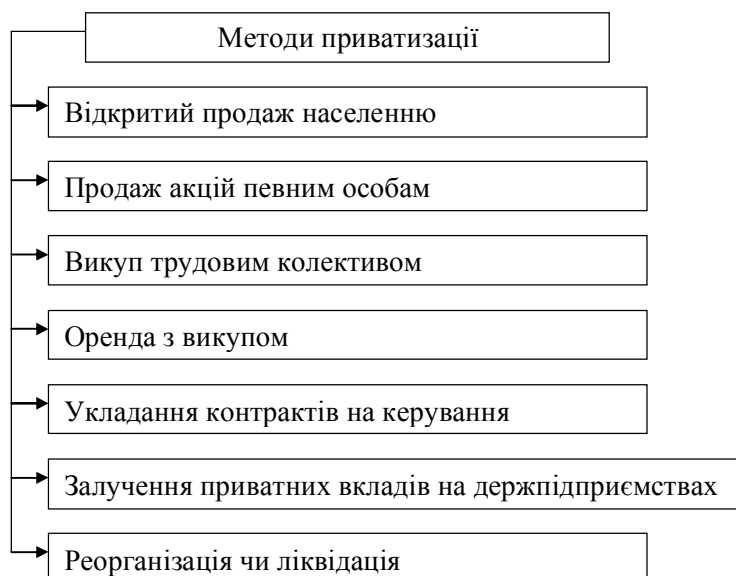 Методи приватизації
Відкритий продаж населенню
Продаж акцій певним особам
Викуп трудовим колективом
Оренда з викупом
Укладання контрактів на керування
Залучення приватних вкладів на держпідприємствах
Реорганізація чи ліквідація